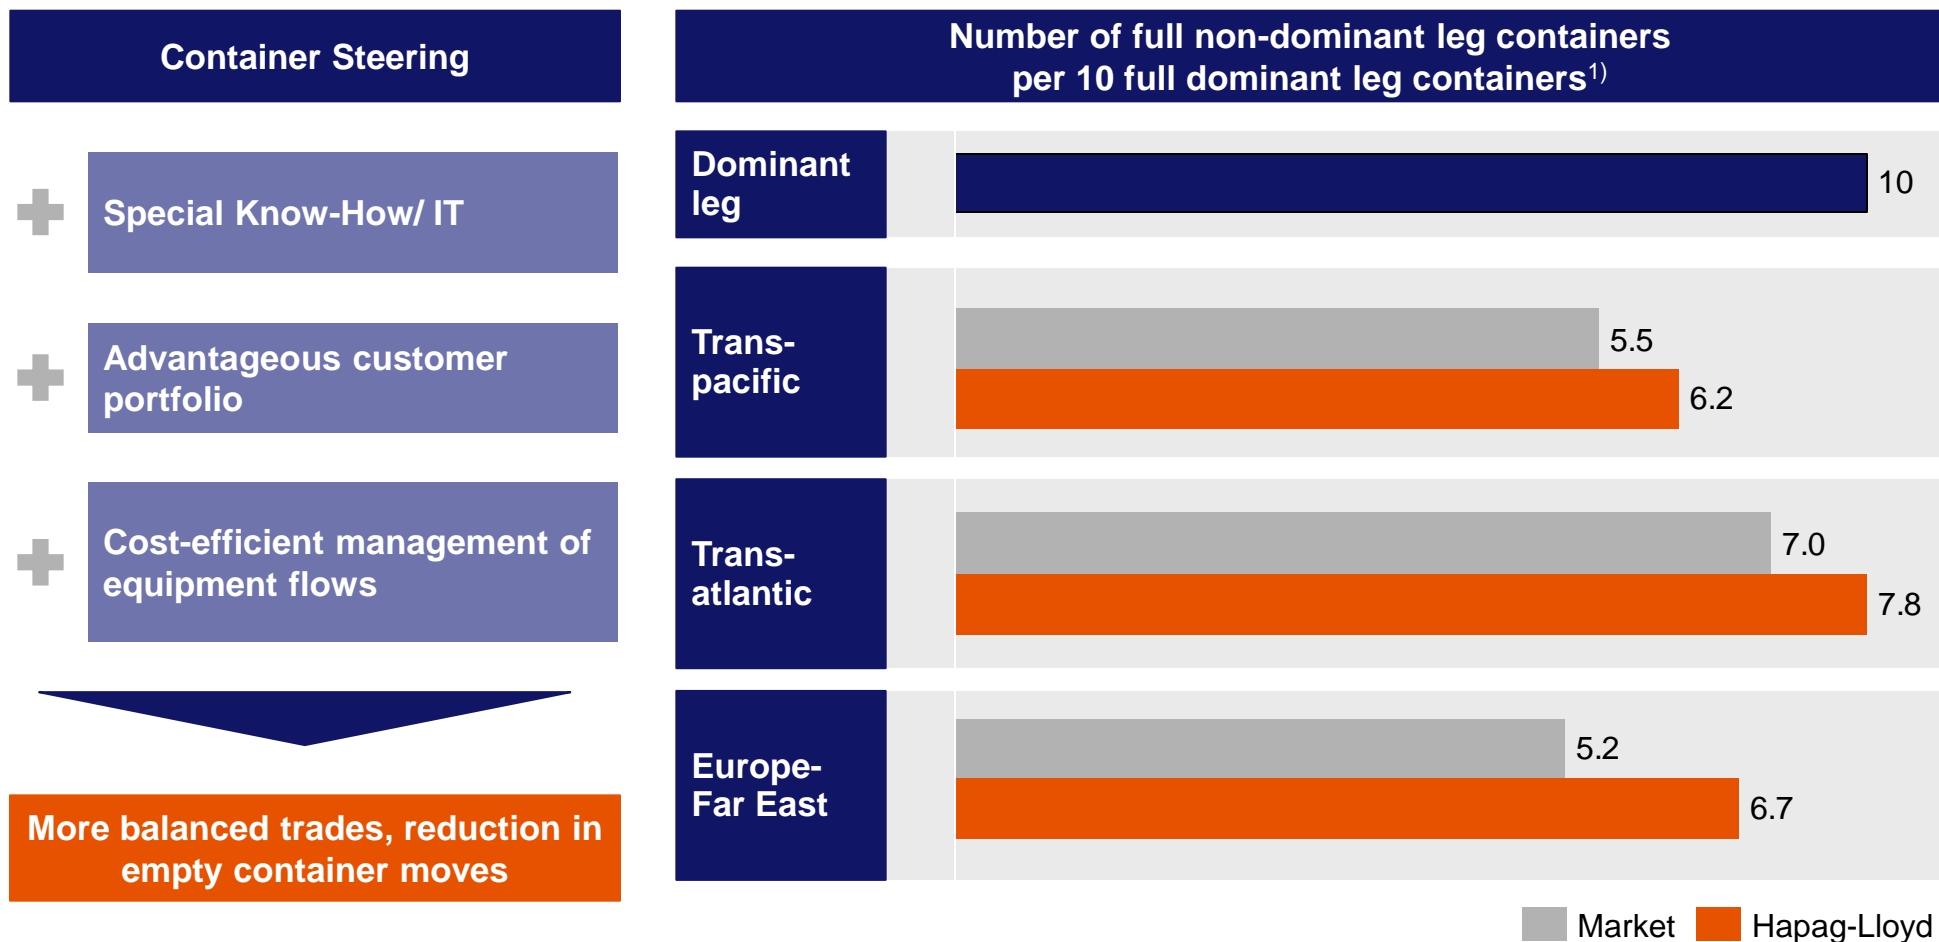 Container Steering
Special Know-How/ IT
Advantageous customer
portfolio
Cost-efficient management of
equipment flows
More balanced trades, reduction in
empty container moves
Number of full non-dominant leg containers
per 10 full dominant leg containers1)
Dominant
leg
10
Trans-
pacific
5.5
6.2
Trans-
atlantic
7.0
7.8
Europe-
Far East
5.2
6.7
Market
Hapag-Lloyd